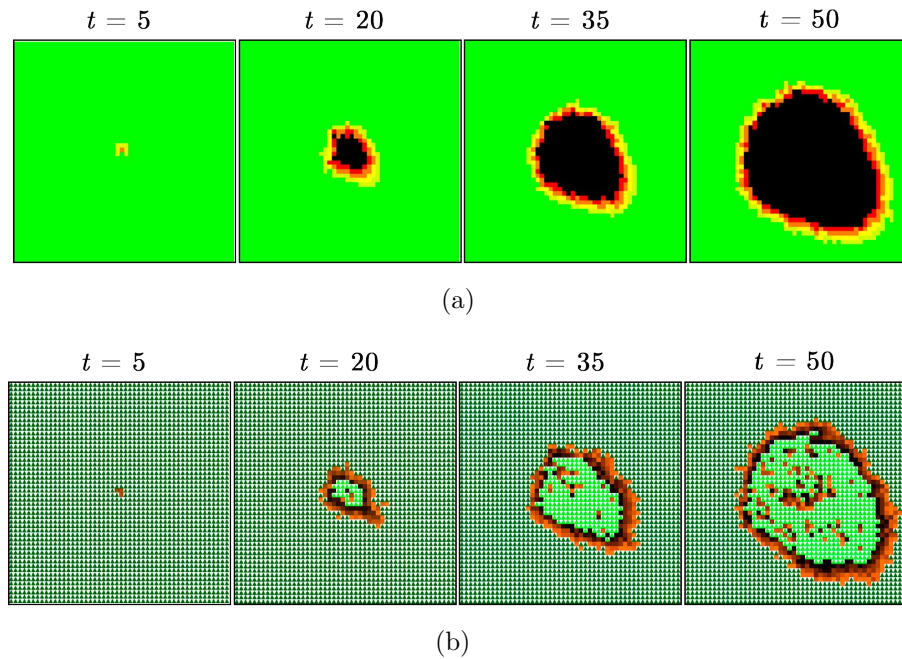 t = 5 t = 20 t = 35 t = 50
(a)
t = 5 t = 20 t = 35 t = 50
(b)